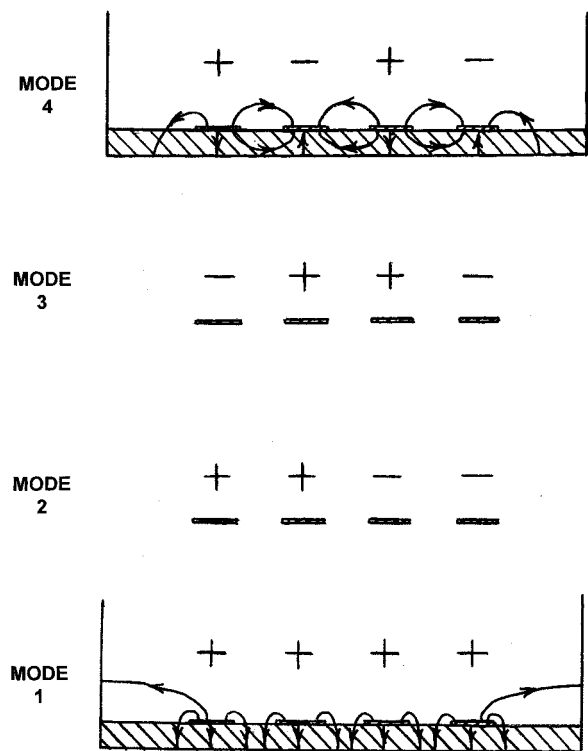 + − + −
MODE
4
− + + −
MODE
3
+ + − −
MODE
2
+ + + +
MODE
1